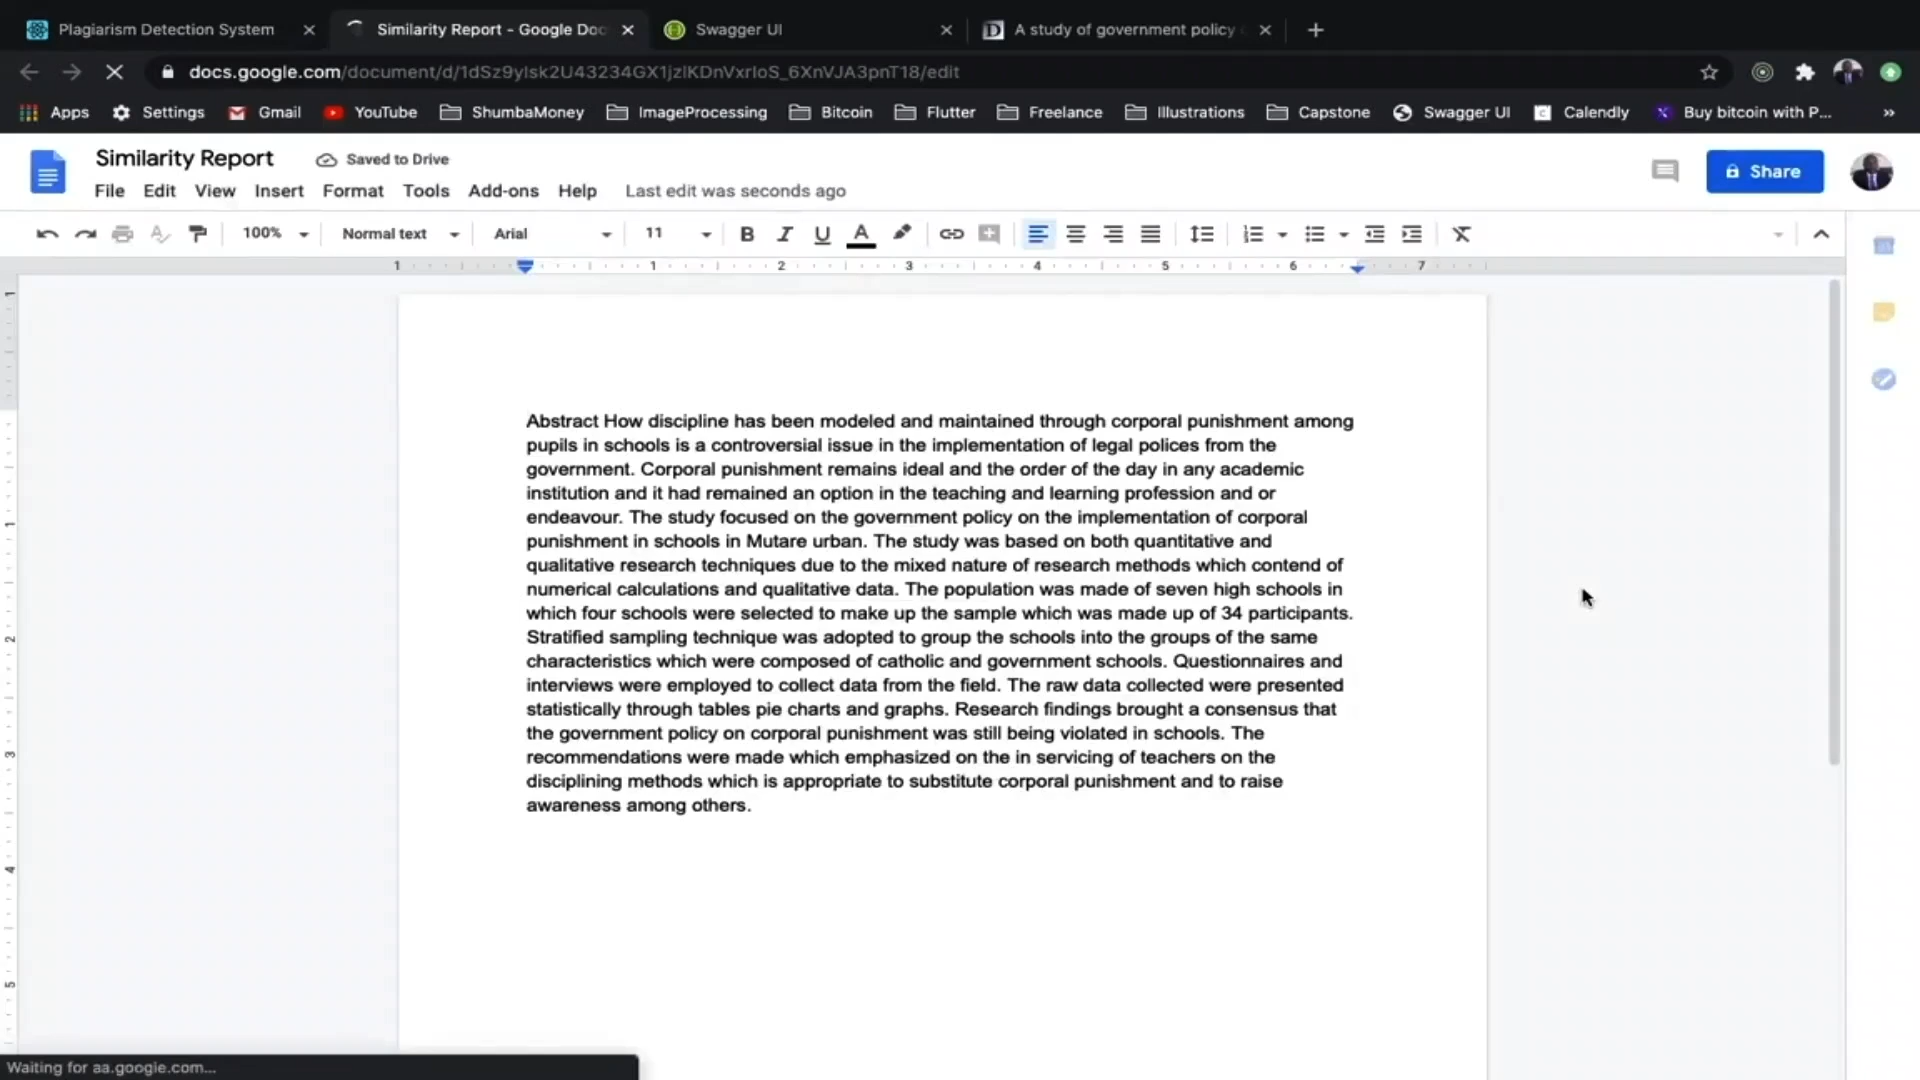 Plagiarism Detection System
Similarity Report - Google Doc
Swagger UI
A study of government policy
docs.google.com/document/d/1dSz9ylsk2U43234GX1jzlKDnVxrIoS_6XnVJA3pnT18/edit
Apps Settings Gmail YouTube ShumbaMoney ImageProcessing Bitcoin Flutter Freelance Illustrations Capstone Swagger UI Calendly Buy bitcoin with P... »
Similarity Report Saved to Drive
File Edit View Insert Format Tools Add-ons Help Last edit was seconds ago
Share
100% Normal text Arial 11 B I U A
1 1 2 3 4 5 6 7
Abstract How discipline has been modeled and maintained through corporal punishment among
pupils in schools is a controversial issue in the implementation of legal polices from the
government. Corporal punishment remains ideal and the order of the day in any academic
institution and it had remained an option in the teaching and learning profession and or
endeavour. The study focused on the government policy on the implementation of corporal
punishment in schools in Mutare urban. The study was based on both quantitative and
qualitative research techniques due to the mixed nature of research methods which contend of
numerical calculations and qualitative data. The population was made of seven high schools in
which four schools were selected to make up the sample which was made up of 34 participants.
Stratified sampling technique was adopted to group the schools into the groups of the same
characteristics which were composed of catholic and government schools. Questionnaires and
interviews were employed to collect data from the field. The raw data collected were presented
statistically through tables pie charts and graphs. Research findings brought a consensus that
the government policy on corporal punishment was still being violated in schools. The
recommendations were made which emphasized on the in servicing of teachers on the
disciplining methods which is appropriate to substitute corporal punishment and to raise
awareness among others.
1
1
2
3
4
5
Waiting for aa.google.com...